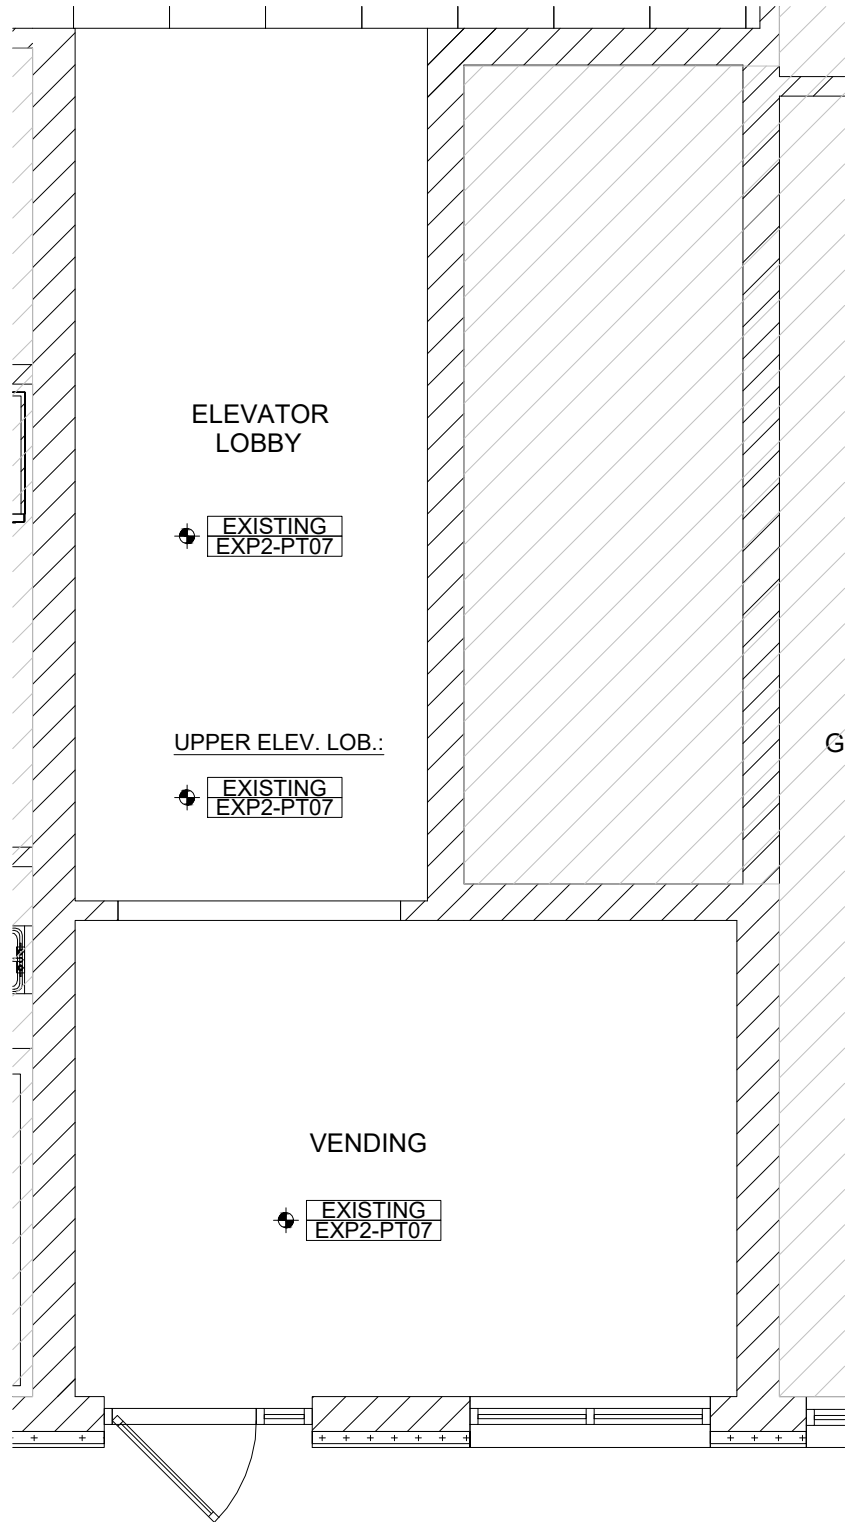 ELEVATOR
LOBBY
EXISTING
EXP2-PT07
UPPER ELEV. LOB.:
EXISTING
EXP2-PT07
G
VENDING
EXISTING
EXP2-PT07